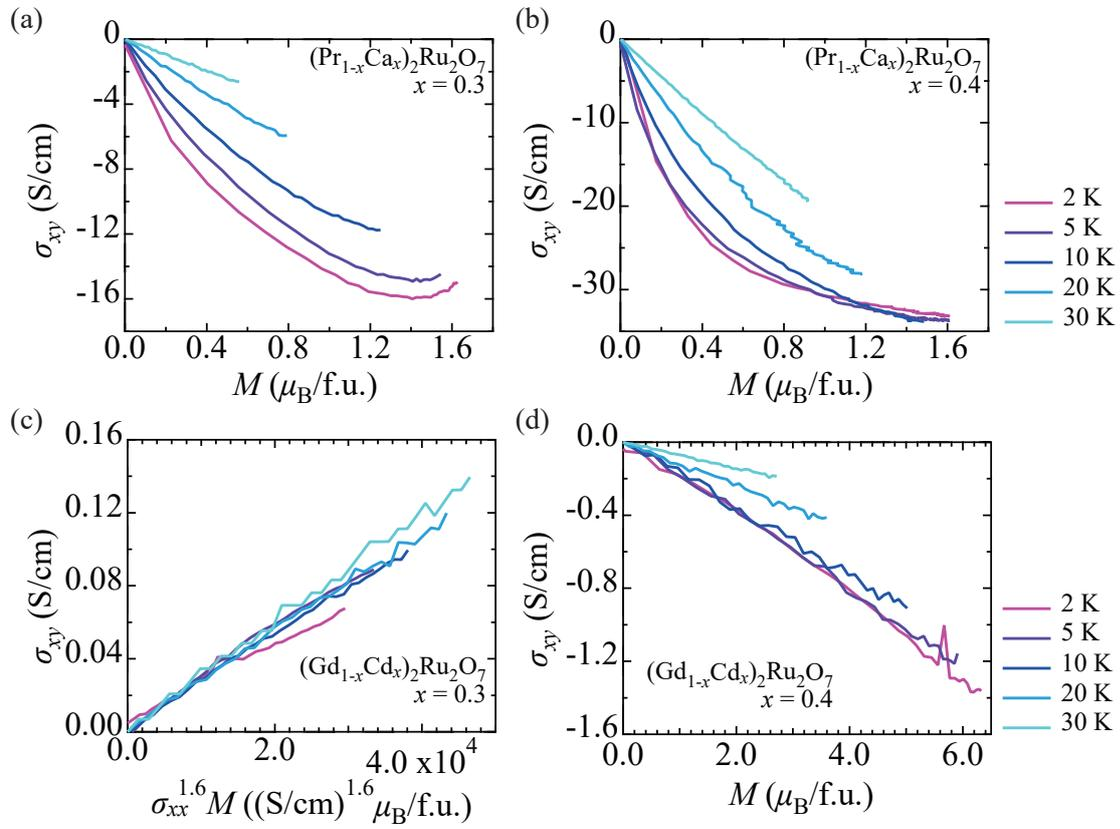 (a)
0
-4
-8
-12
-16
σxy (S/cm)
(Pr1-xCax)2Ru2O7
x = 0.3
0.0 0.4 0.8 1.2 1.6
M (μB/f.u.)
(b)
0
-10
-20
-30
σxy (S/cm)
(Pr1-xCax)2Ru2O7
x = 0.4
0.0 0.4 0.8 1.2 1.6
M (μB/f.u.)
2 K
5 K
10 K
20 K
30 K
(c)
0.16
0.12
0.08
0.04
0.00
σxy (S/cm)
(Gd1-xCdx)2Ru2O7
x = 0.3
0 2.0 4.0 x10^4
σxx^1.6 M ((S/cm)^1.6 μB/f.u.)
(d)
0.0
-0.4
-0.8
-1.2
-1.6
σxy (S/cm)
(Gd1-xCdx)2Ru2O7
x = 0.4
0.0 2.0 4.0 6.0
M (μB/f.u.)
2 K
5 K
10 K
20 K
30 K